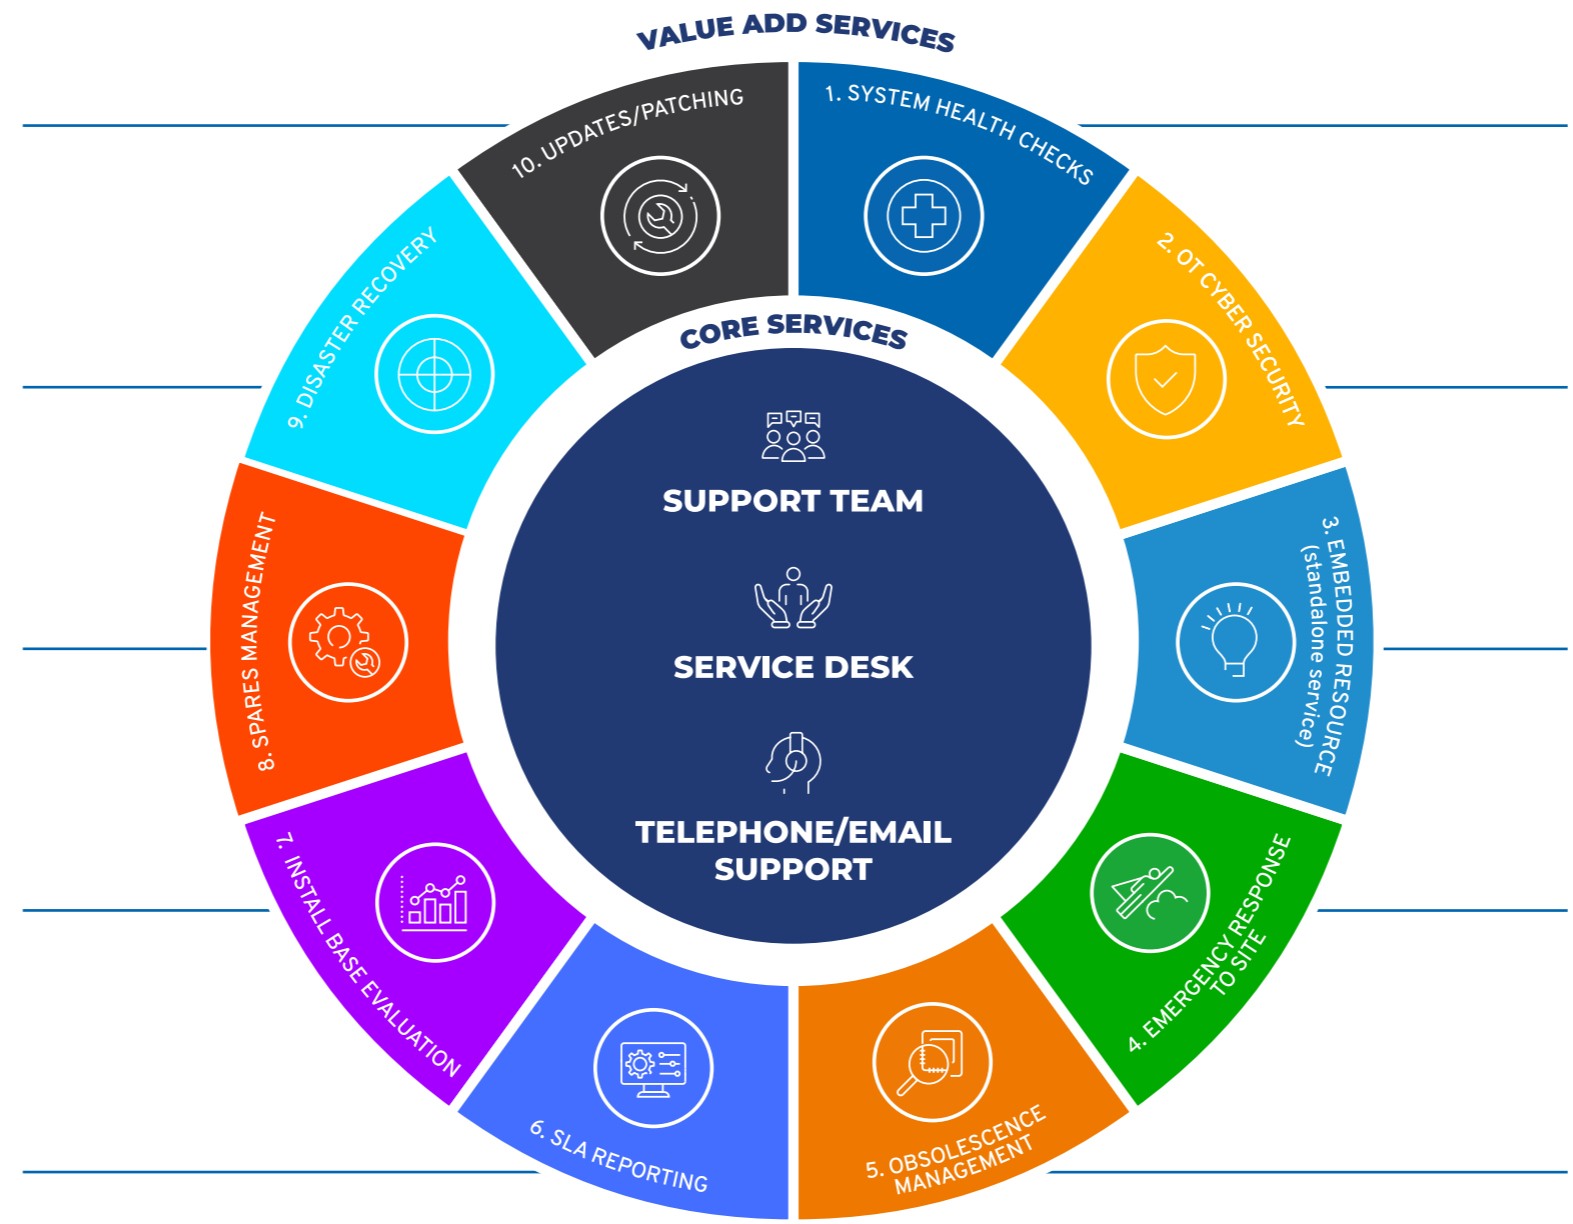 VALUE ADD SERVICES
1. SYSTEM HEALTH CHECKS
2. OT CYBER SECURITY
3. EMBEDDED RESOURCE
(standalone service)
4. EMERGENCY RESPONSE
TO SITE
5. OBSOLESCENCE
MANAGEMENT
6. SLA REPORTING
7. INSTALL BASE EVALUATION
8. SPARES MANAGEMENT
9. DISASTER RECOVERY
10. UPDATES/PATCHING
CORE SERVICES
SUPPORT TEAM
SERVICE DESK
TELEPHONE/EMAIL
SUPPORT